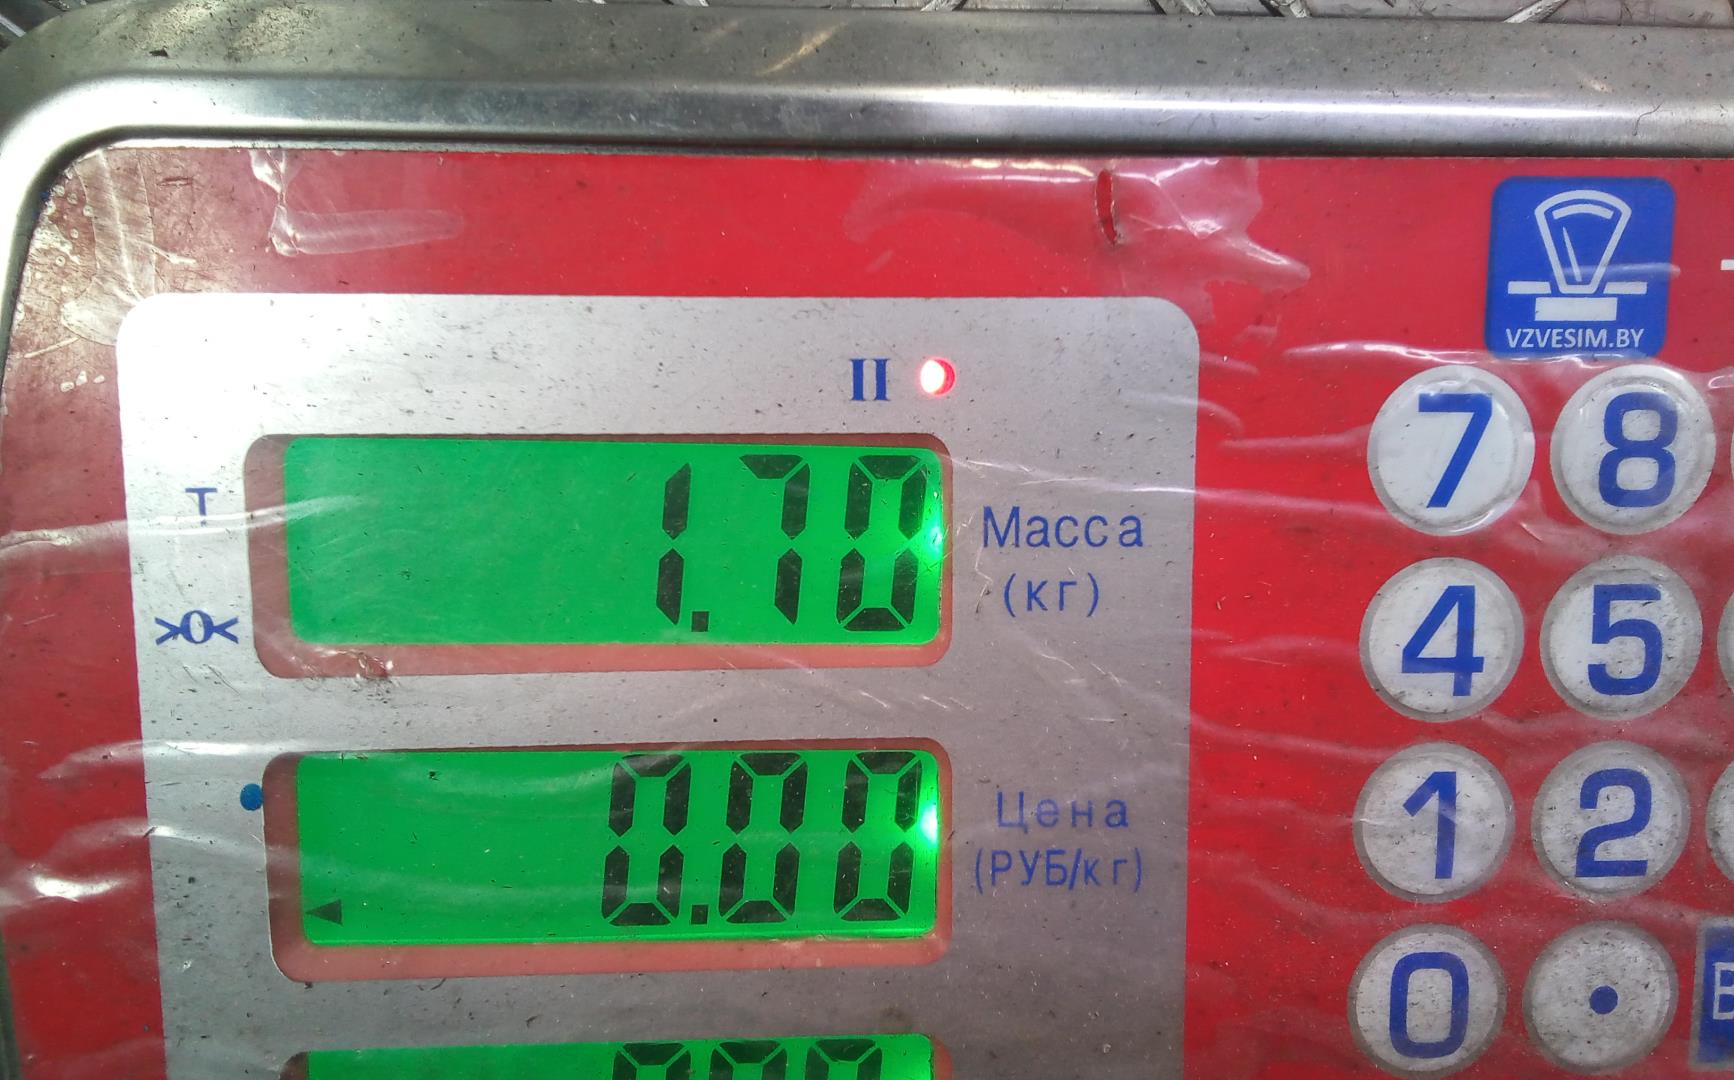 VZVESIM.BY
II
T
1.70
Масса
(кг)
>0<
0.00
Цена
(РУБ/кг)
7 8
4 5
1 2
0 .